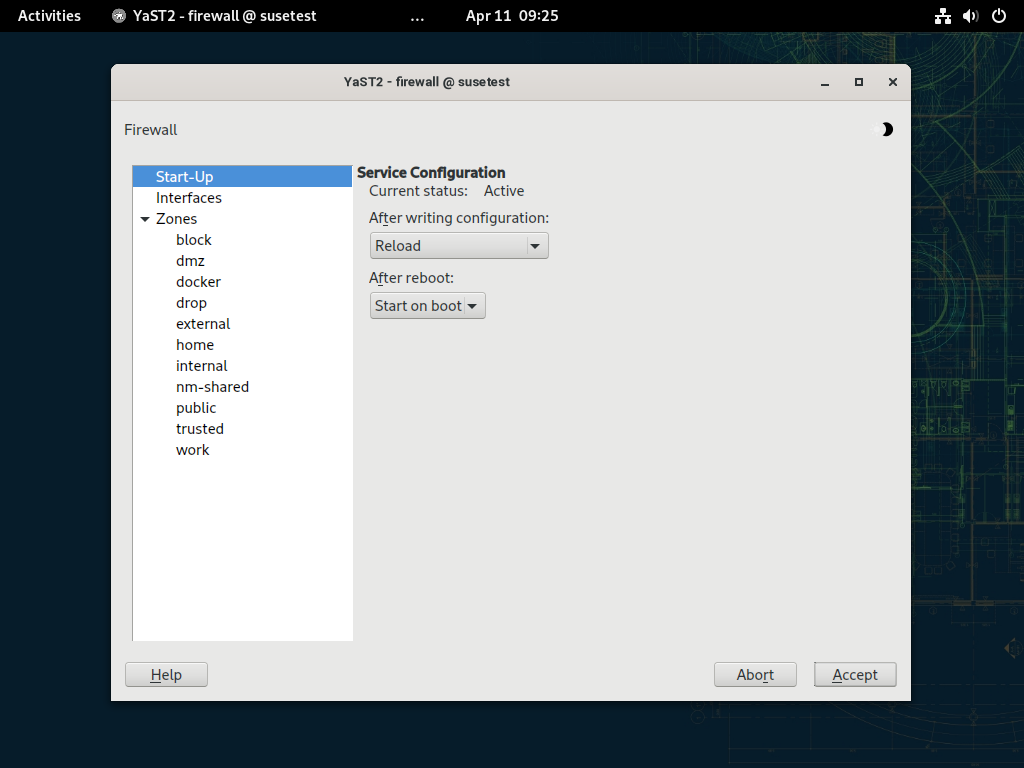 Activities YaST2 - firewall @ susetest ... Apr 11 09:25
YaST2 - firewall @ susetest
Firewall
Start-Up
Interfaces
Zones
block
dmz
docker
drop
external
home
internal
nm-shared
public
trusted
work
Service Configuration
Current status: Active
After writing configuration:
Reload
After reboot:
Start on boot
Help Abort Accept